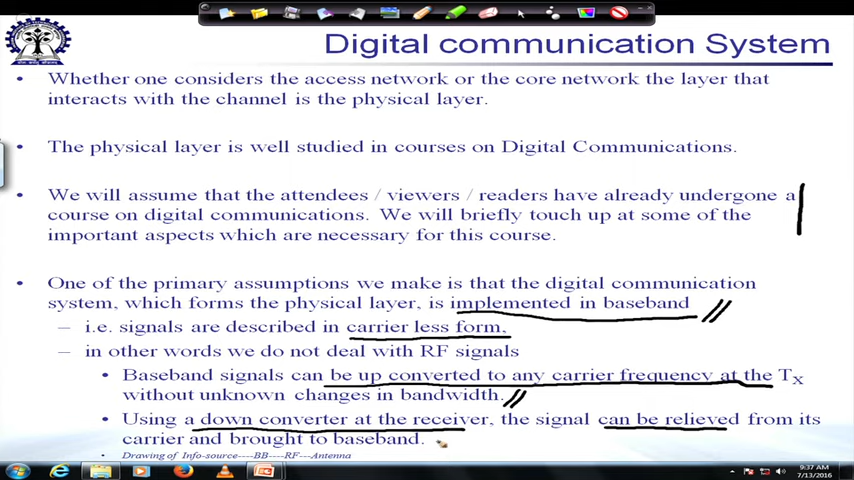 Digital communication System
• Whether one considers the access network or the core network the layer that
interacts with the channel is the physical layer.
• The physical layer is well studied in courses on Digital Communications.
• We will assume that the attendees / viewers / readers have already undergone a
course on digital communications. We will briefly touch up at some of the
important aspects which are necessary for this course.
• One of the primary assumptions we make is that the digital communication
system, which forms the physical layer, is implemented in baseband
– i.e. signals are described in carrier less form,
– in other words we do not deal with RF signals
• Baseband signals can be up converted to any carrier frequency at the Tx
without unknown changes in bandwidth.
• Using a down converter at the receiver, the signal can be relieved from its
carrier and brought to baseband.
• Drawing of Info-source----BB---RF---Antenna
9:37 AM
7/13/2016